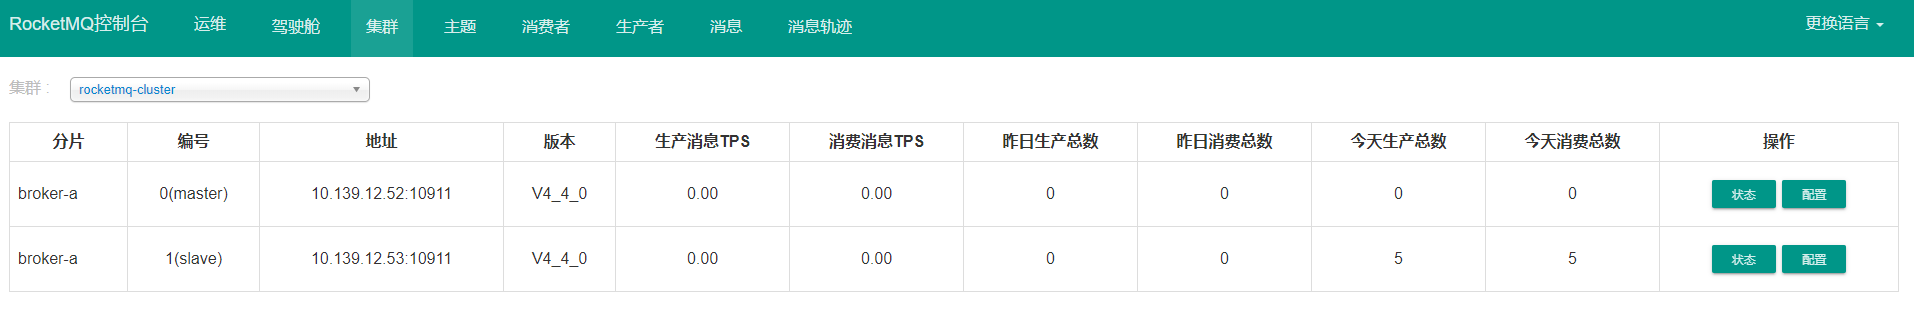 RocketMQ控制台 运维 驾驶舱 集群 主题 消费者 生产者 消息 消息轨迹 更换语言
集群 : rocketmq-cluster
分片 编号 地址 版本 生产消息TPS 消费消息TPS 昨日生产总数 昨日消费总数 今天生产总数 今天消费总数 操作
broker-a 0(master) 10.139.12.52:10911 V4_4_0 0.00 0.00 0 0 0 0 状态 配置
broker-a 1(slave) 10.139.12.53:10911 V4_4_0 0.00 0.00 0 0 5 5 状态 配置